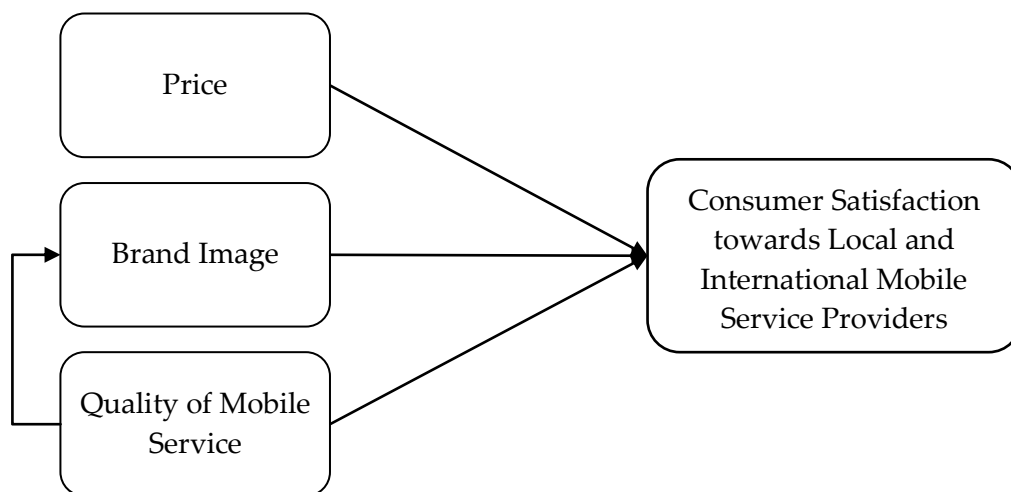 Price
Brand Image
Quality of Mobile
Service
Consumer Satisfaction
towards Local and
International Mobile
Service Providers